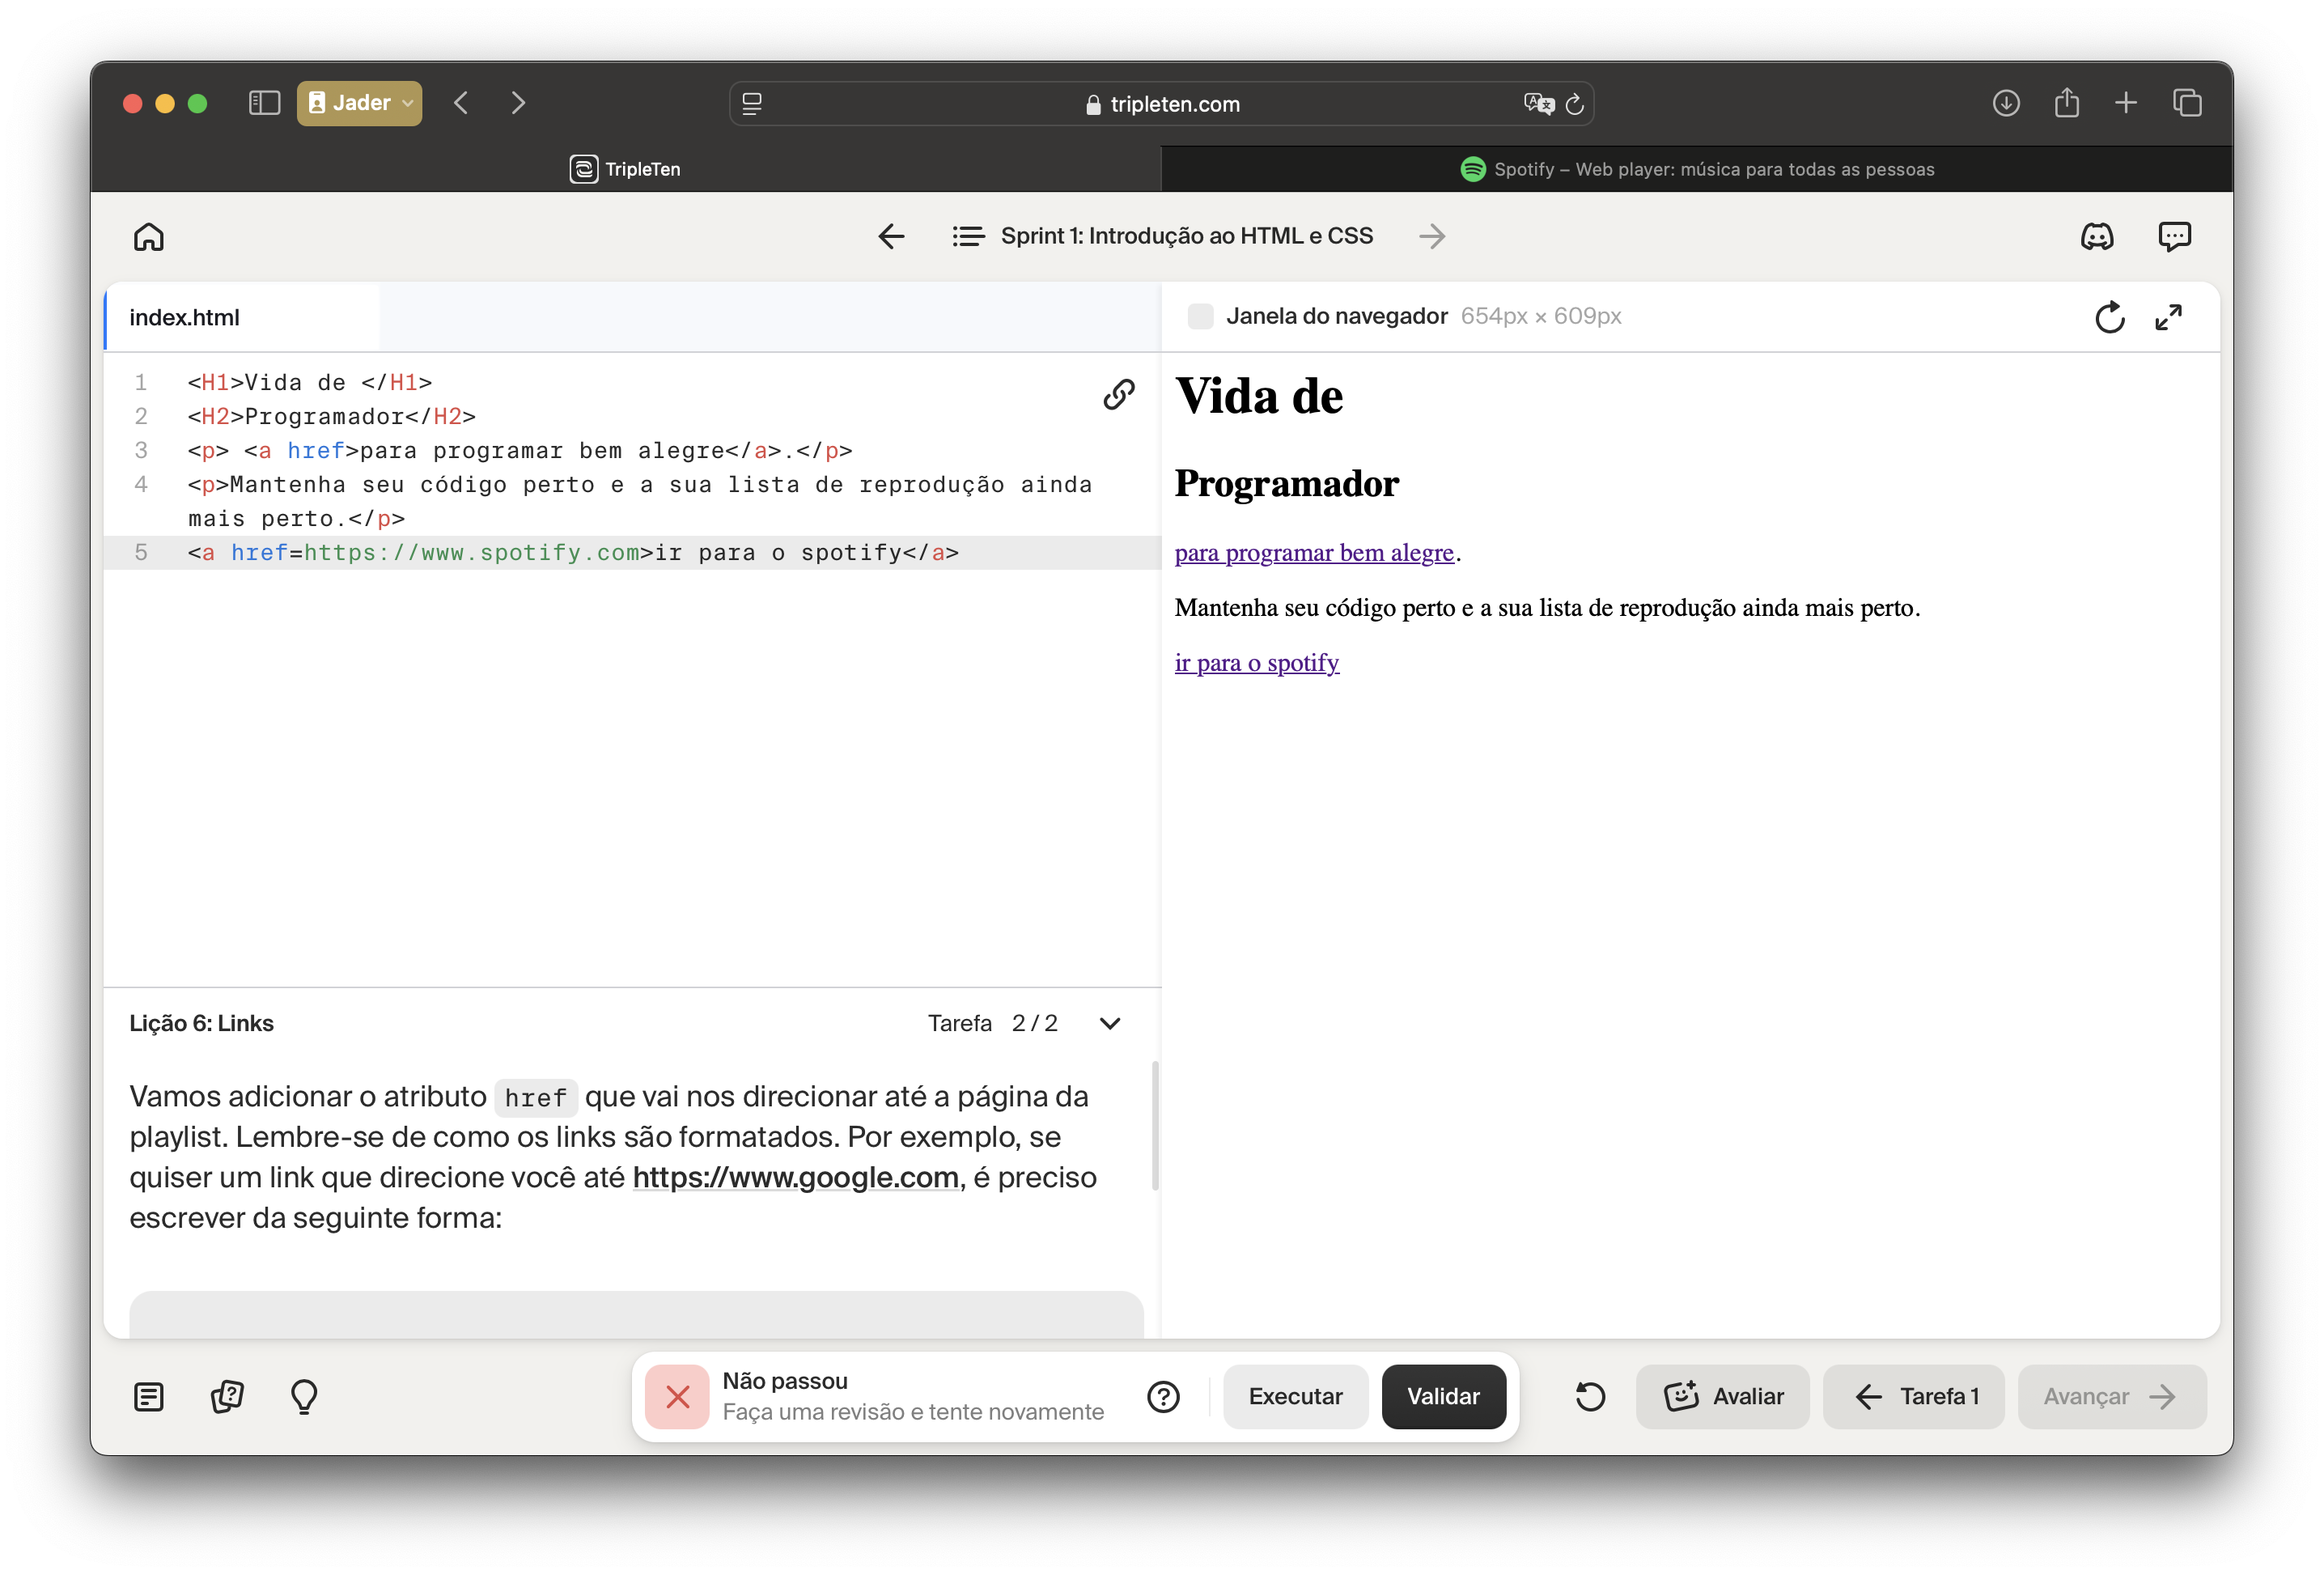 Jader
tripleten.com
TripleTen
Spotify – Web player: música para todas as pessoas
Sprint 1: Introdução ao HTML e CSS
index.html
1 <H1>Vida de </H1>
2 <H2>Programador</H2>
3 <p> <a href>para programar bem alegre</a>.</p>
4 <p>Mantenha seu código perto e a sua lista de reprodução ainda
mais perto.</p>
5 <a href=https://www.spotify.com>ir para o spotify</a>
Janela do navegador 654px × 609px
Vida de
Programador
para programar bem alegre.
Mantenha seu código perto e a sua lista de reprodução ainda mais perto.
ir para o spotify
Lição 6: Links
Tarefa 2 / 2
Vamos adicionar o atributo href que vai nos direcionar até a página da
playlist. Lembre-se de como os links são formatados. Por exemplo, se
quiser um link que direcione você até https://www.google.com, é preciso
escrever da seguinte forma:
Não passou
Faça uma revisão e tente novamente
Executar
Validar
Avaliar
Tarefa 1
Avançar